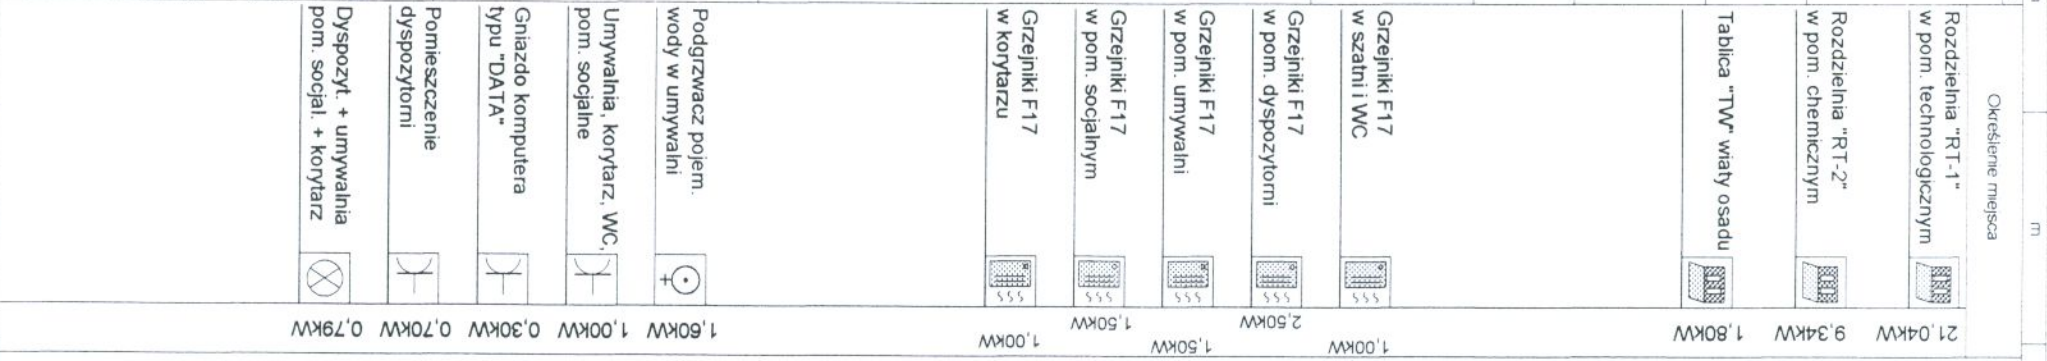 Określenie miejsca
m
Rozdzielnia "RT-1"
w pom. technologicznym
21,04kW
Rozdzielnia "RT-2"
w pom. chemicznym
9,34kW
Tablica "TW" wiaty osadu
1,80kW
Grzejniki F17
w szatni i WC
1,00kW
Grzejniki F17
w pom. dyspozytorni
2,50kW
Grzejniki F17
w pom. umywalni
1,50kW
Grzejniki F17
w pom. socjalnym
1,50kW
Grzejniki F17
w korytarzu
1,00kW
Podgrzwacz pojem.
wody w umywalni
1,60kW
Umywalnia, korytarz, WC,
pom. socjalne
1,00kW
Gniazdo komputera
typu "DATA"
0,30kW
Pomieszczenie
dyspozytorni
0,70kW
Dyspozyt. + umywalnia
pom. socjal. + korytarz
0,79kW